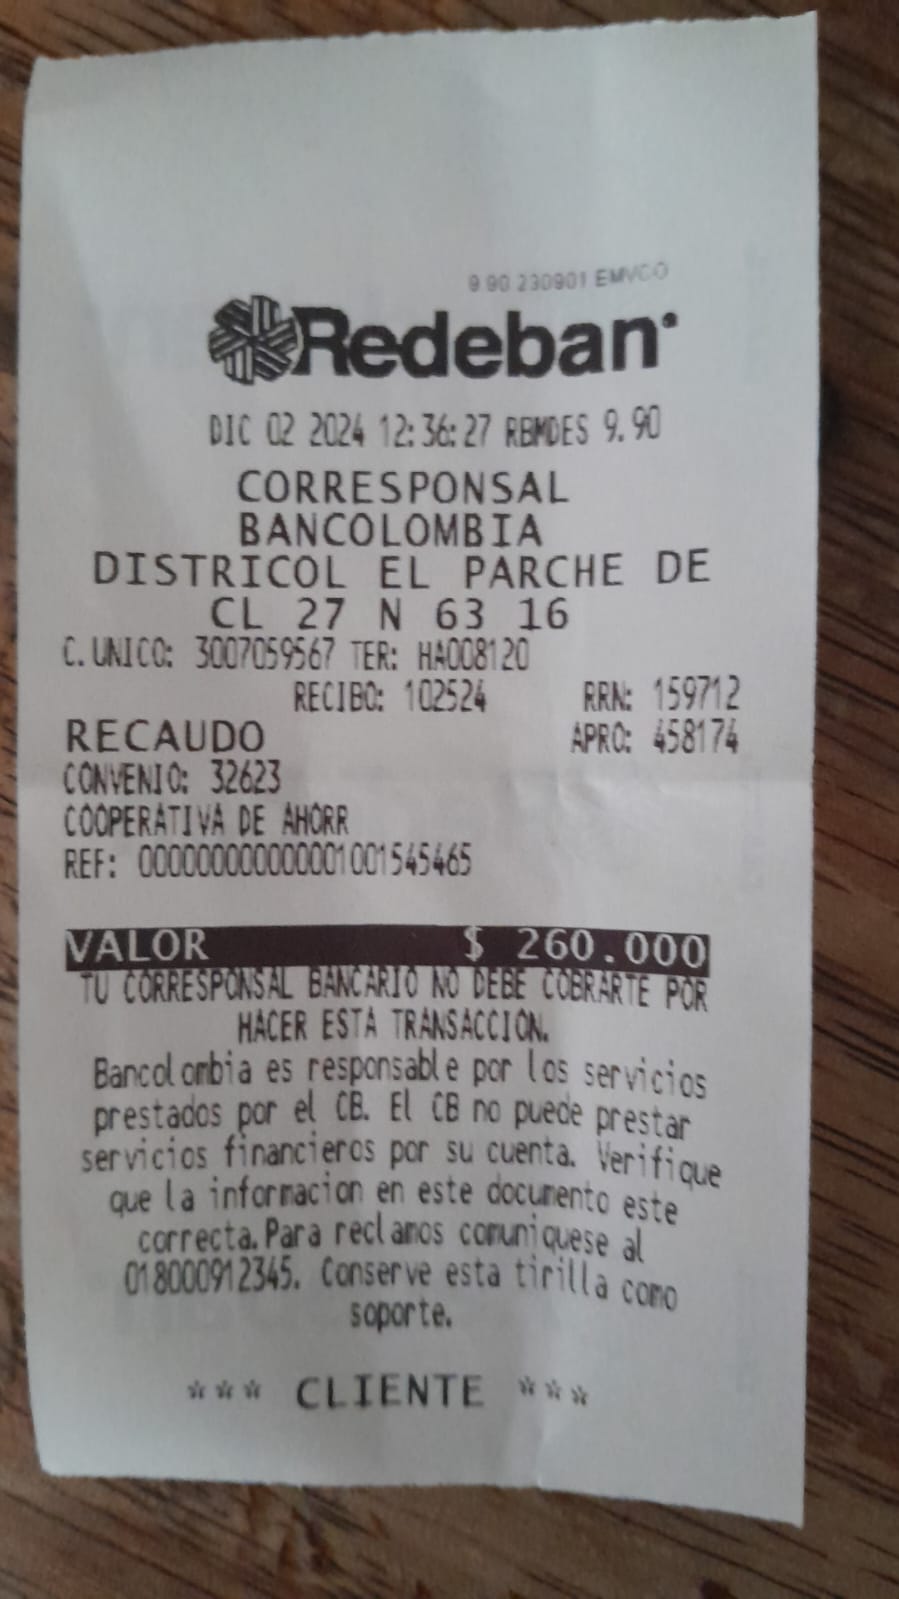 9 90 230901 EMVCO
Redeban
DIC 02 2024 12:36:27 RBMDES 9.90
CORRESPONSAL
BANCOLOMBIA
DISTRICOL EL PARCHE DE
CL 27 N 63 16
C. UNICO: 3007059567 TER: HA008120
RECIBO: 102524 RRN: 159712
RECAUDO APRO: 458174
CONVENIO: 32623
COOPERATIVA DE AHORR
REF: 00000000000001001545465
VALOR $ 260.000
TU CORRESPONSAL BANCARIO NO DEBE COBRARTE POR
HACER ESTA TRANSACCION.
Bancolombia es responsable por los servicios
prestados por el CB. El CB no puede prestar
servicios financieros por su cuenta. Verifique
que la informacion en este documento este
correcta. Para reclamos comuniquese al
018000912345. Conserve esta tirilla como
soporte.
*** CLIENTE ***